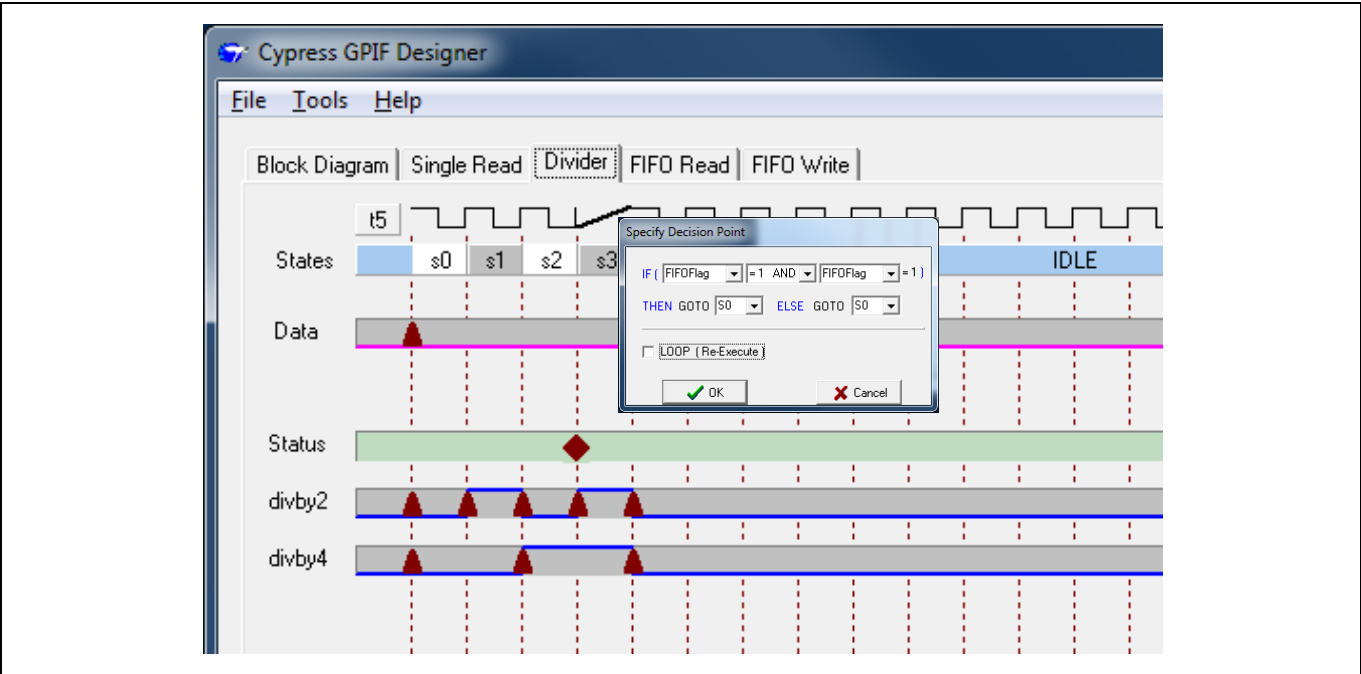 Cypress GPIF Designer
File Tools Help
Block Diagram Single Read Divider FIFO Read FIFO Write
t5
Specify Decision Point
States s0 s1 s2 s3 IDLE
IF ( FIFOFlag = 1 AND FIFOFlag = 1 )
THEN GOTO S0 ELSE GOTO S0
Data
LOOP ( Re-Execute )
OK Cancel
Status
divby2
divby4